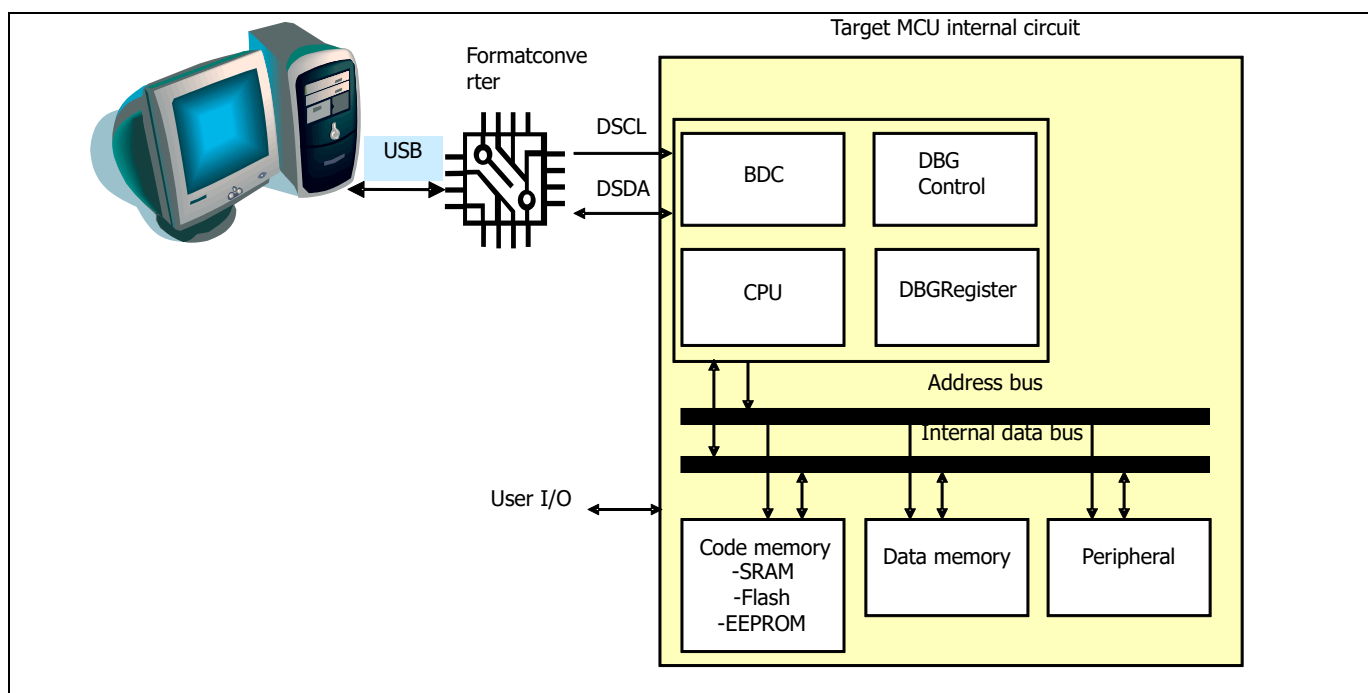 Target MCU internal circuit
Formatconve
rter
USB
DSCL
DSDA
BDC
DBG
Control
CPU
DBGRegister
Address bus
Internal data bus
User I/O
Code memory
-SRAM
-Flash
-EEPROM
Data memory
Peripheral